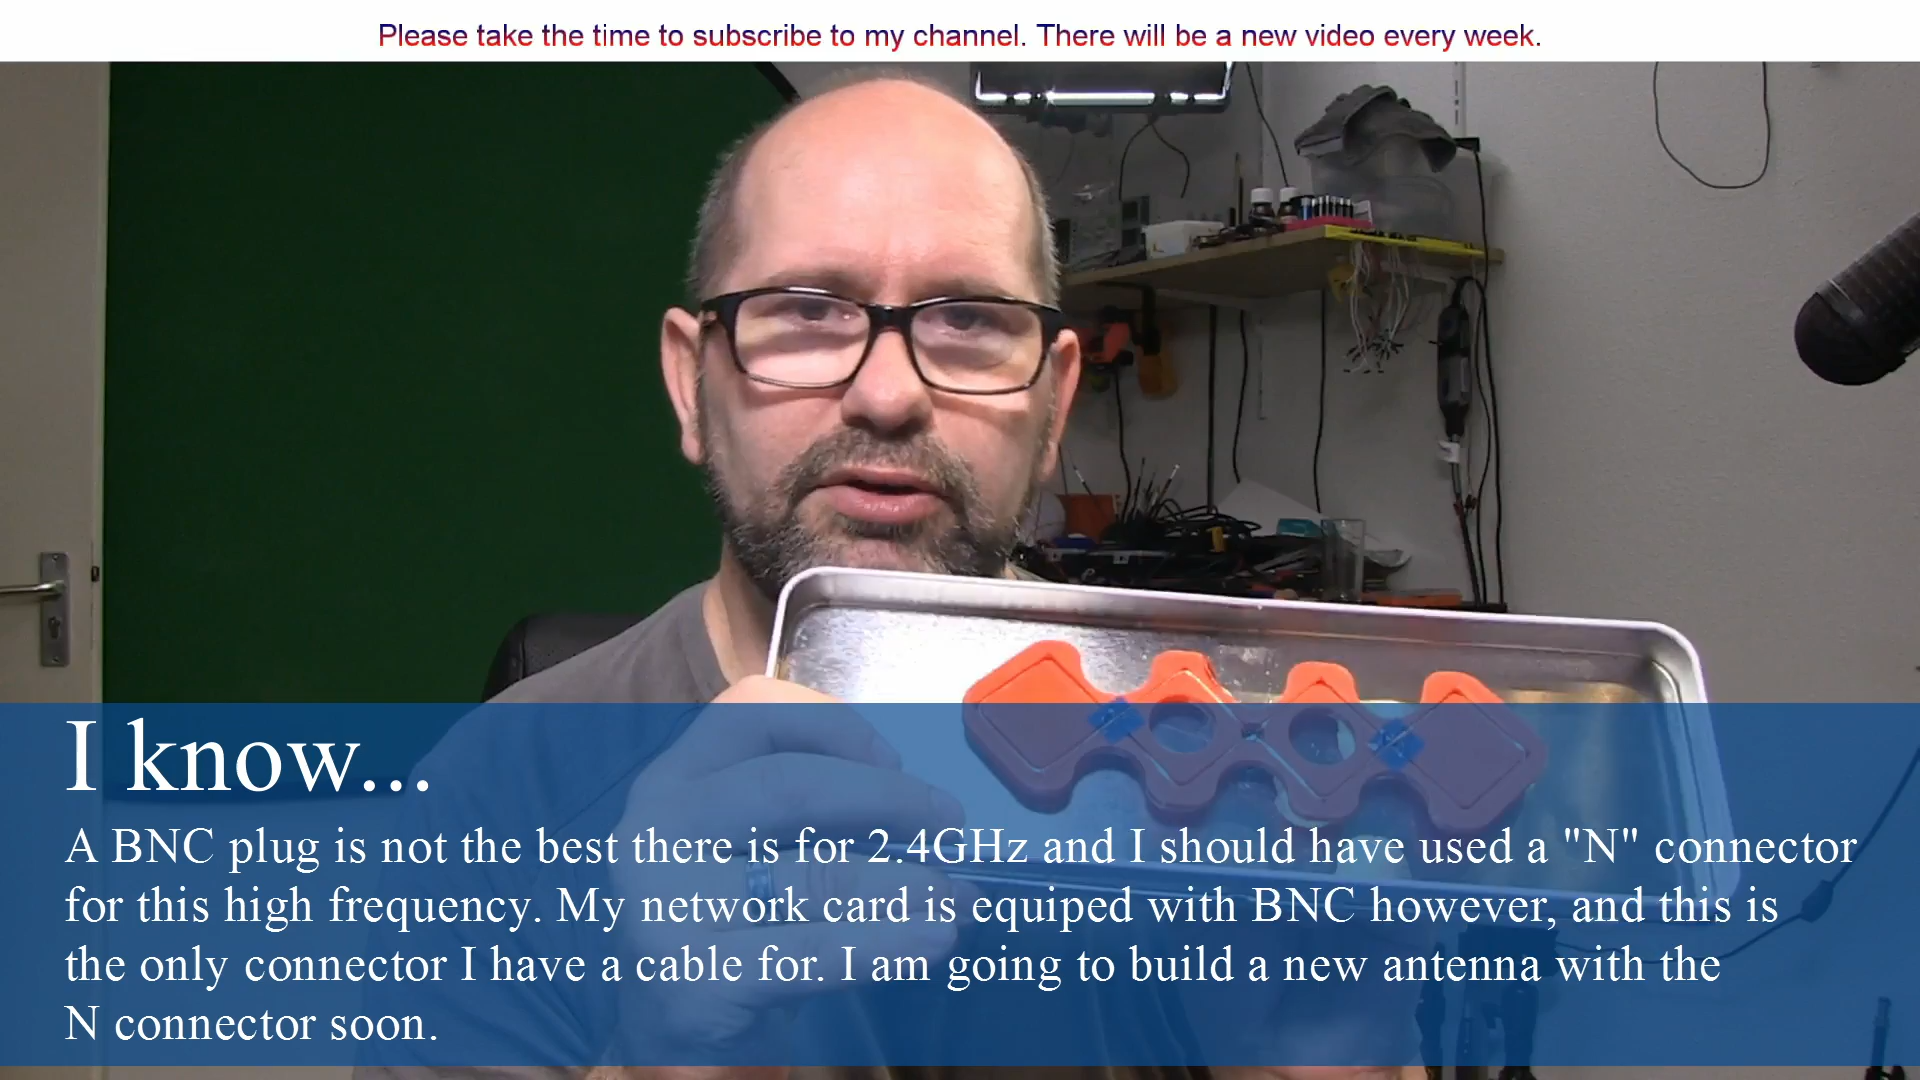 Please take the time to subscribe to my channel. There will be a new video every week.
I know...
A BNC plug is not the best there is for 2.4GHz and I should have used a "N" connector
for this high frequency. My network card is equiped with BNC however, and this is
the only connector I have a cable for. I am going to build a new antenna with the
N connector soon.